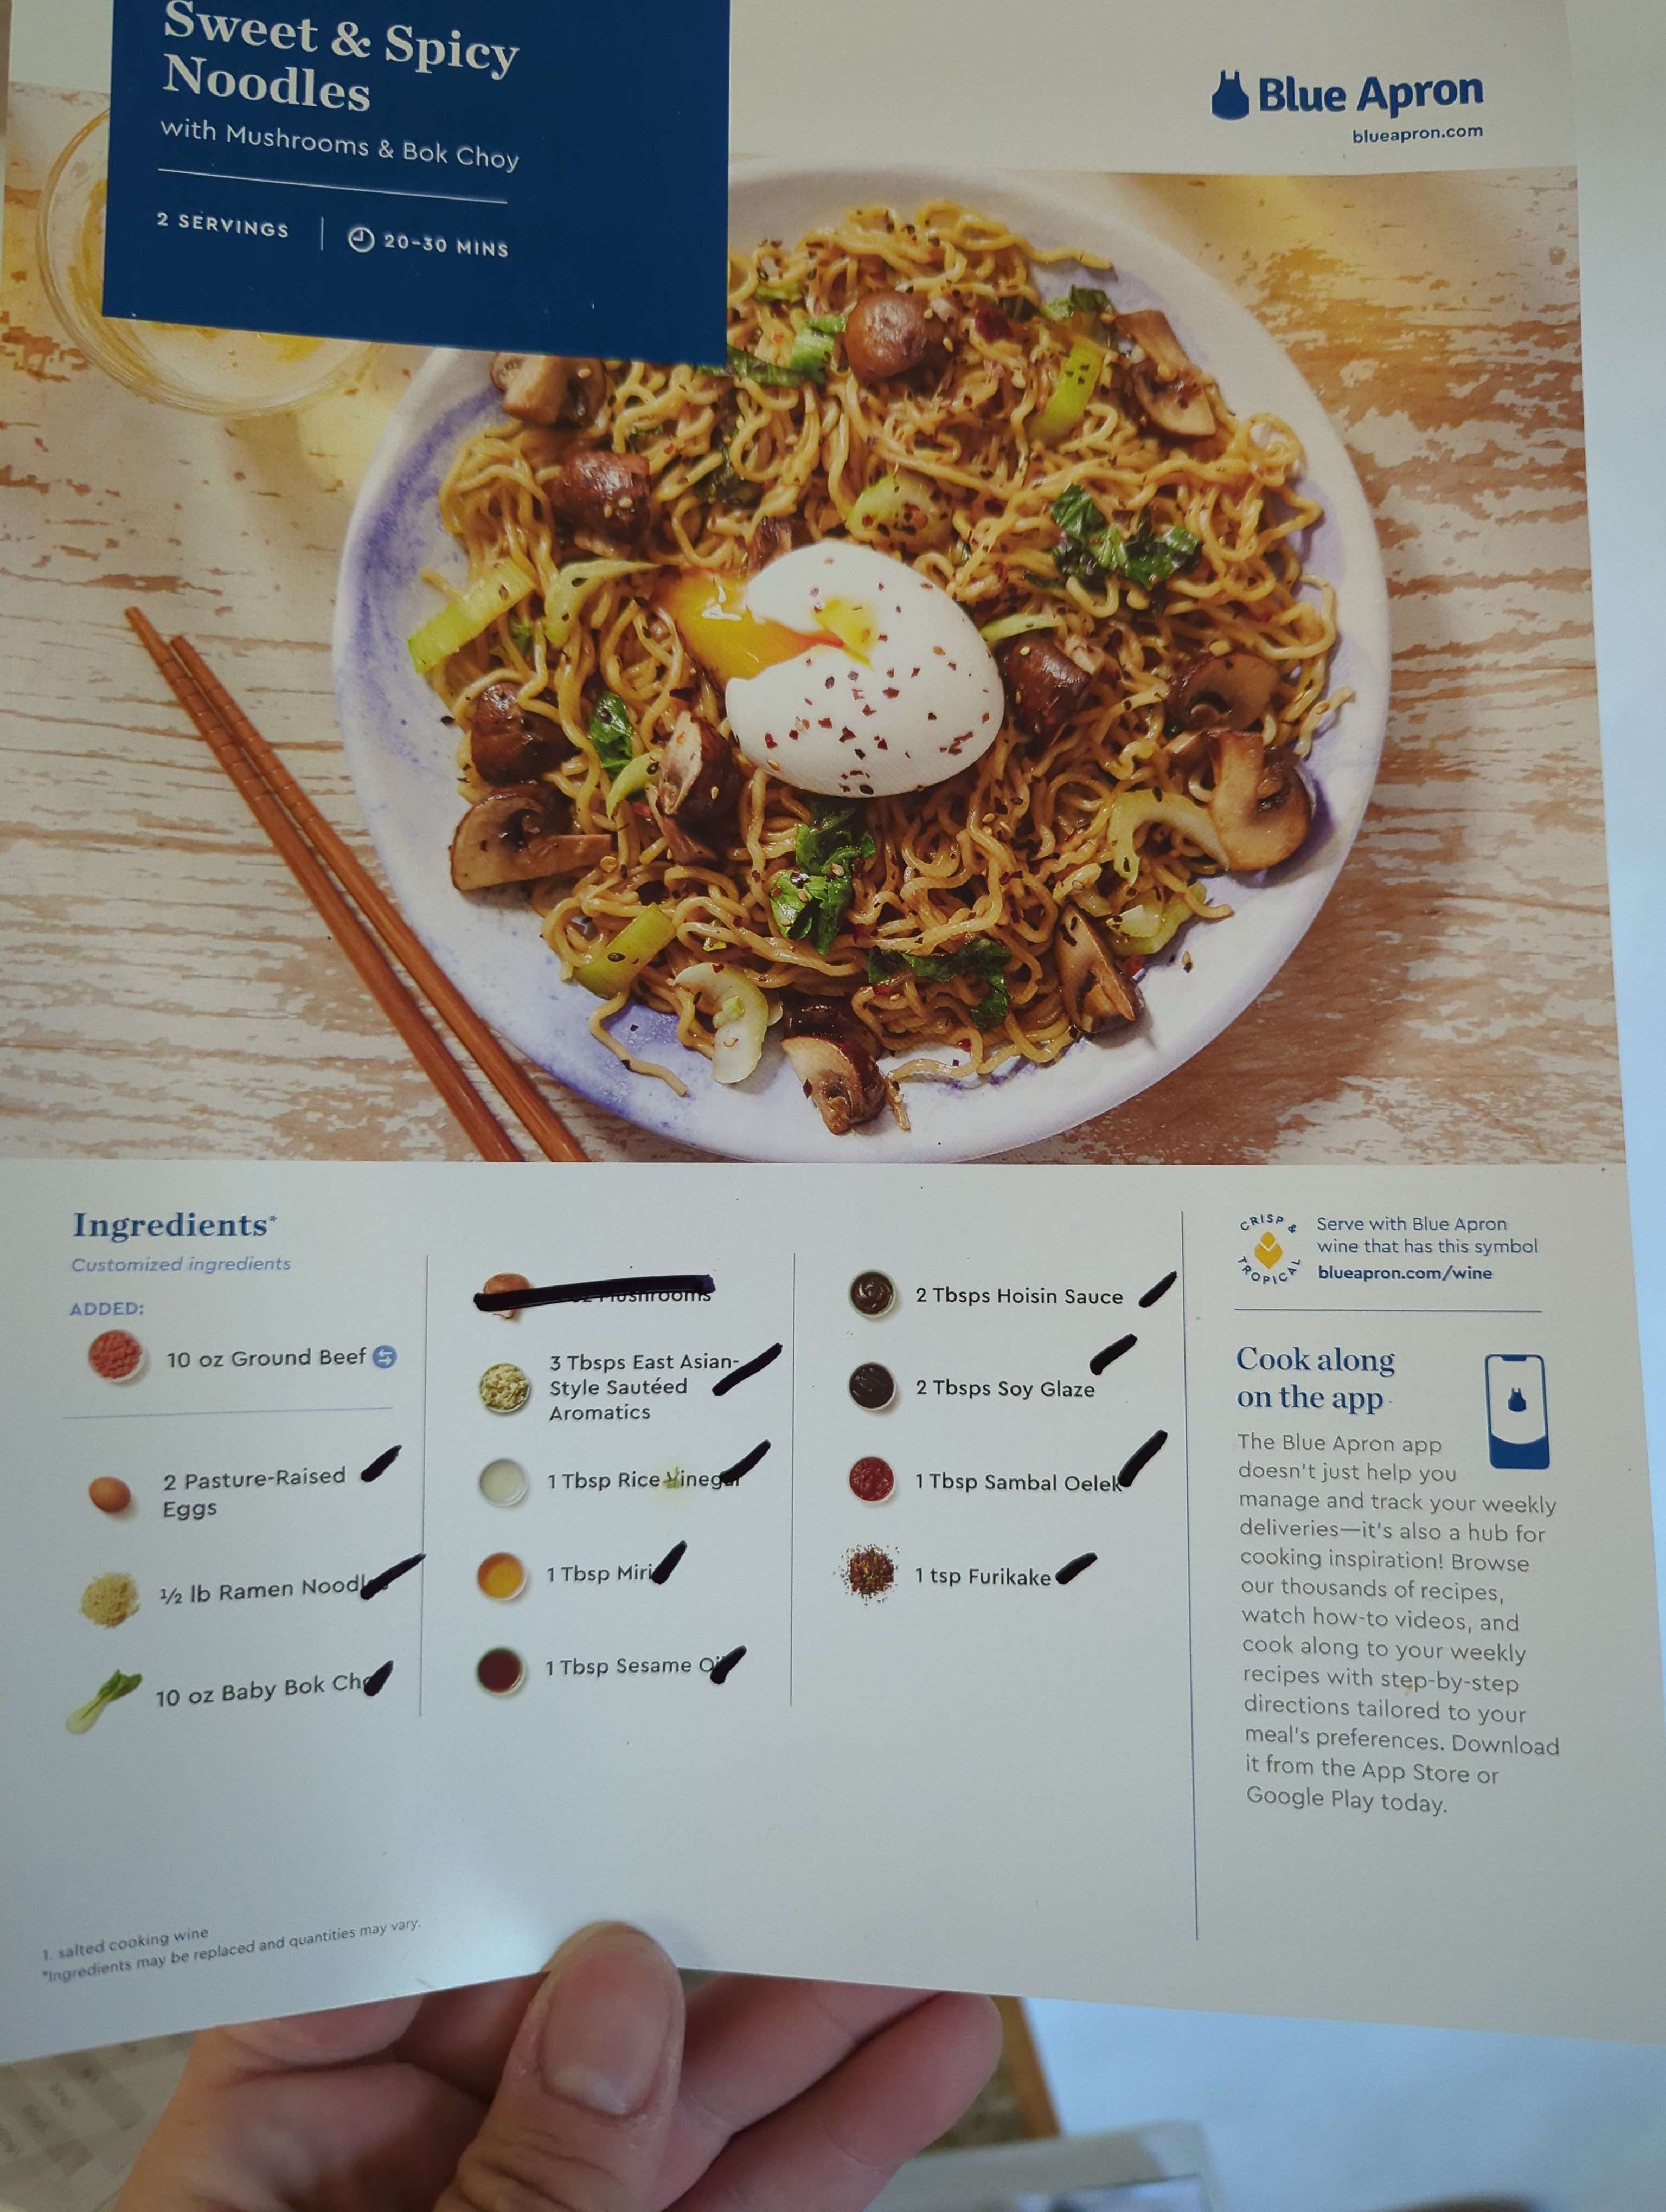 Sweet & Spicy
Noodles
with Mushrooms & Bok Choy
2 SERVINGS
20-30 MINS
Blue Apron
blueapron.com
Ingredients*
Customized ingredients
ADDED:
10 oz Ground Beef
2 Pasture-Raised
Eggs
½ lb Ramen
10 oz Baby Bok
Mushrooms
3 Tbsps East Asian-
Style Sautéed
Aromatics
1 Tbsp Rice Vinegar
1 Tbsp
1 Tbsp Sesame
2 Tbsps Hoisin Sauce
2 Tbsps Soy Glaze
1 Tbsp Sambal Oelek
1 tsp Furikake
CRISP &
TROPICAL
Serve with Blue Apron
wine that has this symbol
blueapron.com/wine
Cook along
on the app
The Blue Apron app
doesn't just help you
manage and track your weekly
deliveries—it's also a hub for
cooking inspiration! Browse
our thousands of recipes,
watch how-to videos, and
cook along to your weekly
recipes with step-by-step
directions tailored to your
meal's preferences. Download
it from the App Store or
Google Play today.
1. salted cooking wine
*Ingredients may be replaced and quantities may vary.